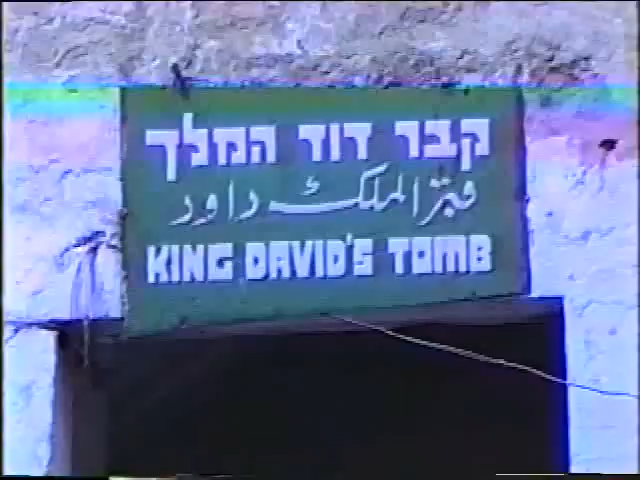 קבר דוד המלך
قبر الملك داود
KING DAVID'S TOMB